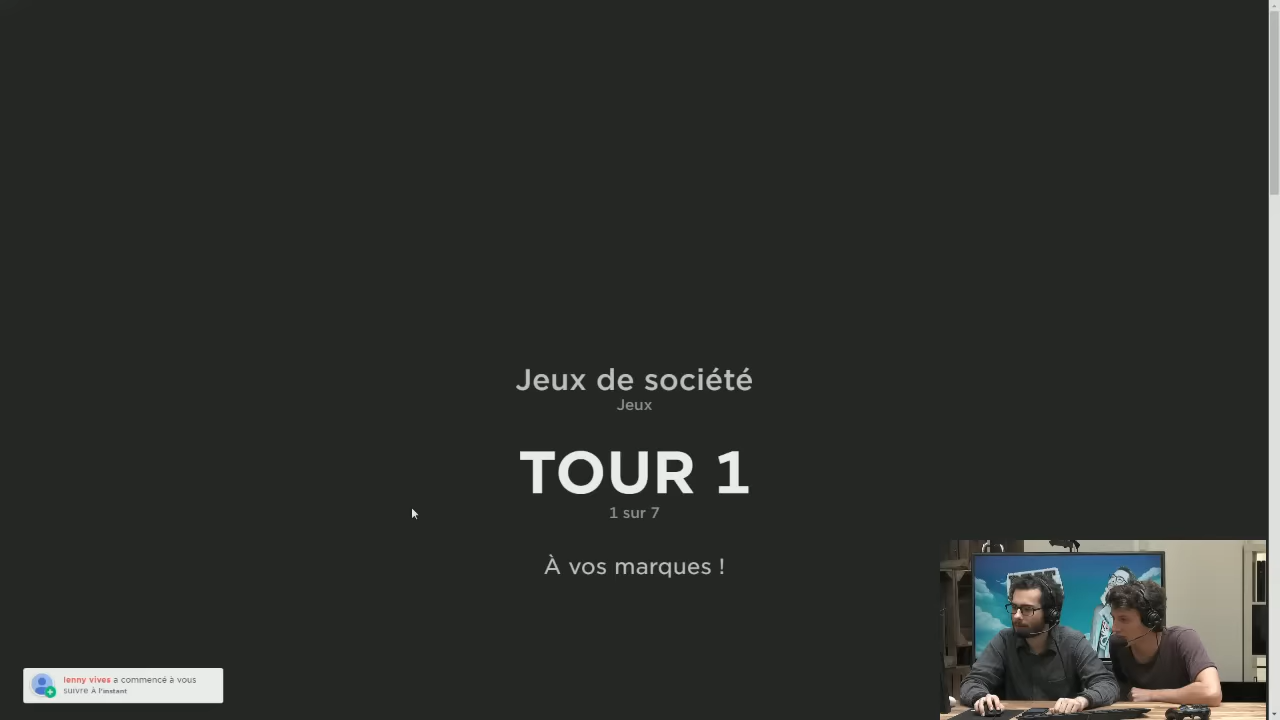 Jeux de société
Jeux
TOUR 1
1 sur 7
À vos marques !
lenny vives a commencé à vous
suivre À l'instant